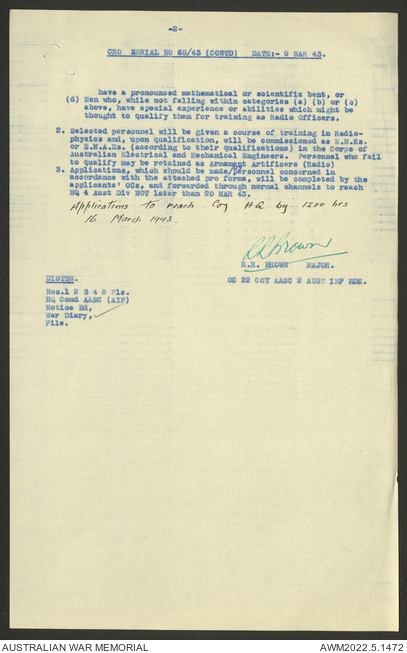 -2-
CRO SERIAL NO 68/43 (CONTD) DATE:- 9 MAR 43.
have a pronounced mathematical or scientific bent, or
(d) Men who, while not falling within categories (a) (b) or (c)
above, have special experience or abilities which might be
thought to qualify them for training as Radio Officers.
2. Selected personnel will be given a course of training in Radio-
physics and, upon qualification, will be commissioned as E.M.Es.
or E.M.A.Es. (according to their qualifications) in the Corps of
Australian Electrical and Mechanical Engineers. Personnel who fail
to qualify may be retained as Armament Artificers (Radio)
3. Applications, which should be made/personnel concerned in
accordance with the attached pro forma, will be completed by the
applicants' OCs, and forwarded through normal channels to reach
HQ 4 Aust Div NOT later than 20 MAR 43.
Applications to reach Coy H.Q by 1200 hrs
16 March 1943.
RRBrown
R.R. BROWN MAJOR.
OC 22 COY AASC 2 AUST INF BDE.
DISTBN.
Nos.1 2 3 4 5 Pls.
HQ Comd AASC (AIF)
Notice Bd,
War Diary, ✓
File.
AUSTRALIAN WAR MEMORIAL
AWM2022.5.1472